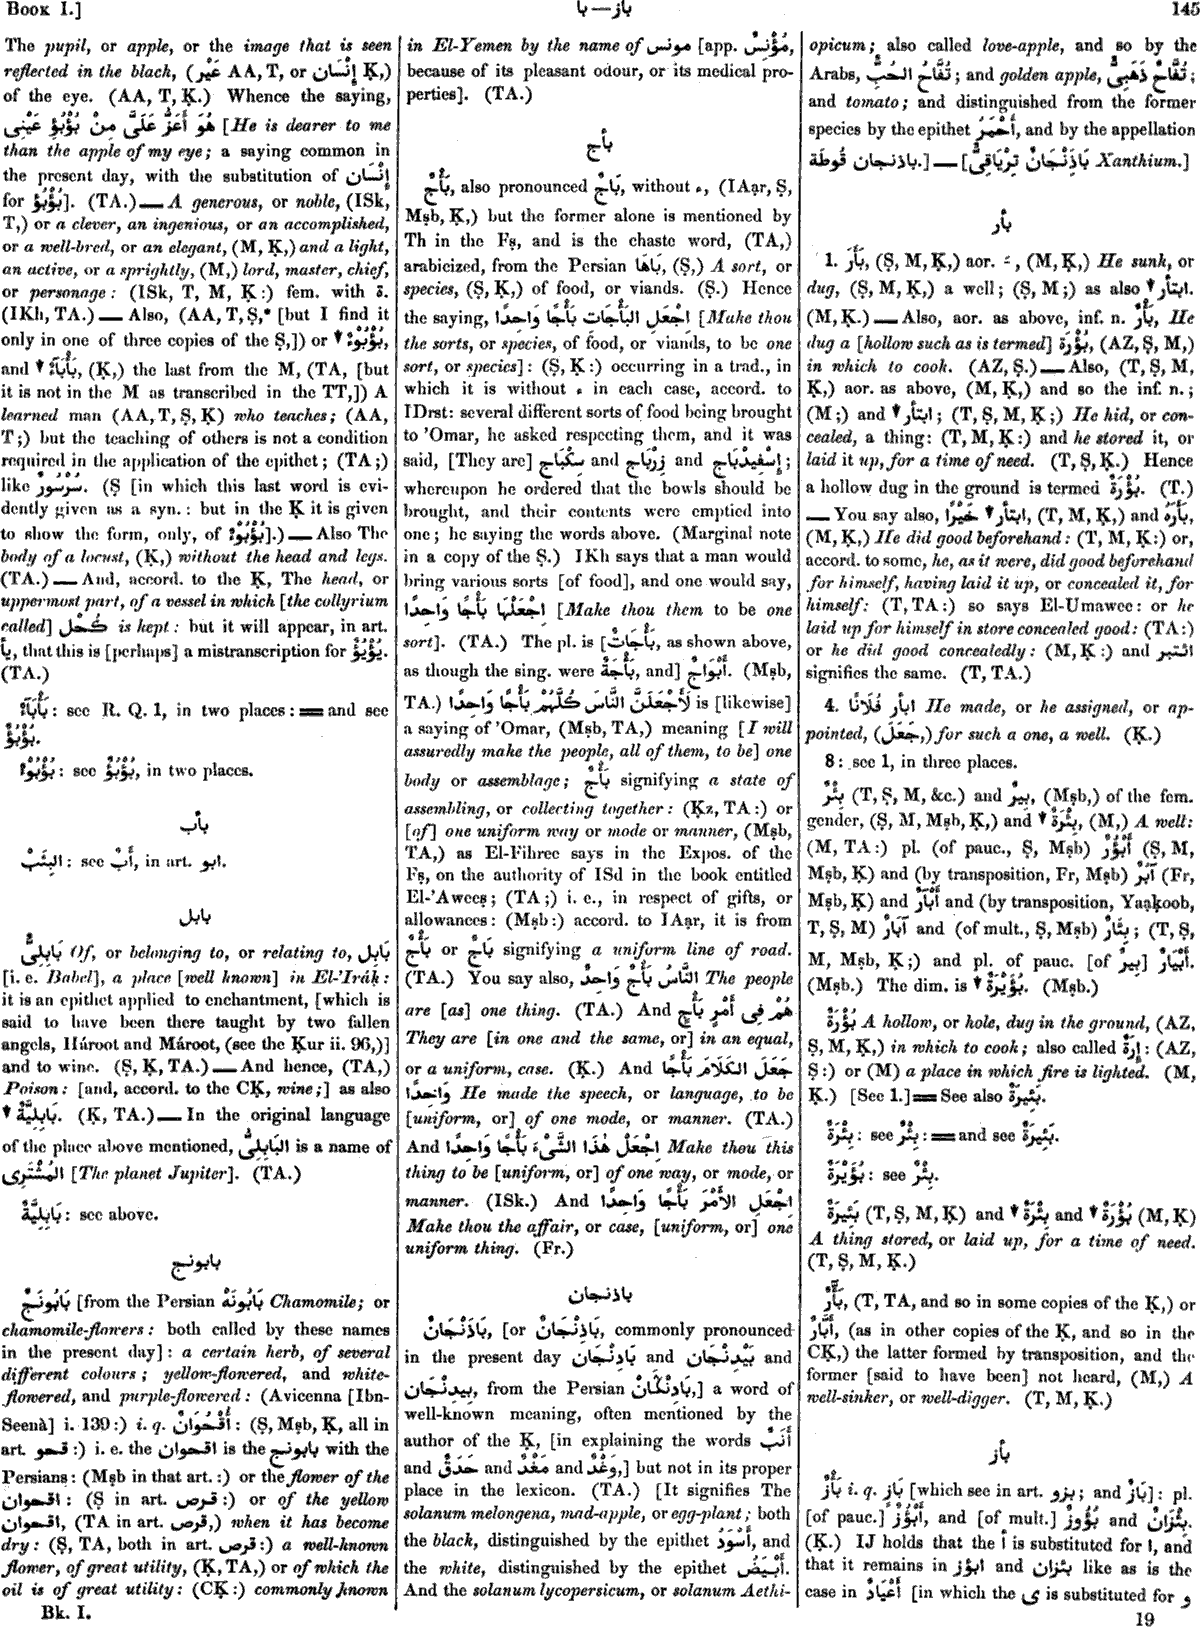 BOOK I.]
با — باز
145
The pupil, or apple, or the image that is seen
reflected in the black, (عَيْر AA, T, or إِنْسَان Ḳ,)
of the eye. (AA, T, Ḳ.) Whence the saying,
هُوَ أَعَزُّ عَلَىَّ مِنْ بُؤْبُؤِ عَيْنِى [He is dearer to me
than the apple of my eye; a saying common in
the present day, with the substitution of إِنْسَان
for بُؤْبُؤ]. (TA.) — A generous, or noble, (ISk,
T,) or a clever, an ingenious, or an accomplished,
or a well-bred, or an elegant, (M, Ḳ,) and a light,
an active, or a sprightly, (M,) lord, master, chief,
or personage: (ISk, T, M, Ḳ:) fem. with ة.
(IKh, TA.) — Also, (AA, T, Ṣ,* [but I find it
only in one of three copies of the Ṣ,]) or ▼ بُؤْبُوْءٌ,
and ▼ بَأْبَآءٌ, (Ḳ,) the last from the M, (TA, [but
it is not in the M as transcribed in the TT,]) A
learned man (AA, T, Ṣ, Ḳ) who teaches; (AA,
T;) but the teaching of others is not a condition
required in the application of the epithet; (TA;)
like سُرْسُور. (Ṣ [in which this last word is evi-
dently given as a syn.: but in the Ḳ it is given
to show the form, only, of بُؤْبُوْءٌ].) — Also The
body of a locust, (Ḳ,) without the head and legs.
(TA.) — And, accord. to the Ḳ, The head, or
uppermost part, of a vessel in which [the collyrium
called] كُحْل is kept: but it will appear, in art.
يأ, that this is [perhaps] a mistranscription for يُؤْيُؤ.
(TA.)
بَأْبَآءٌ: see R. Q. 1, in two places: == and see
بُؤْبُؤٌ.
بُؤْبُوْءٌ: see بُؤْبُؤٌ, in two places.
بأب
البِئَبْ: see أَبٌ, in art. ابو.
بابل
بَابِلِىٌّ Of, or belonging to, or relating to, بَابِل
[i. e. Babel], a place [well known] in El-'Iráḳ:
it is an epithet applied to enchantment, [which is
said to have been there taught by two fallen
angels, Hároot and Mároot, (see the Ḳur ii. 96,)]
and to wine. (Ṣ, Ḳ, TA.) — And hence, (TA,)
Poison: [and, accord. to the CḲ, wine;] as also
▼ بَابِلِيَّةٌ. (Ḳ, TA.) — In the original language
of the place above mentioned, البَابِلِىُّ is a name of
المُشْتَرِى [The planet Jupiter]. (TA.)
بَابِلِيَّةٌ: see above.
بابونج
بَابُونَجٌ [from the Persian بَابُونَهْ Chamomile; or
chamomile-flowers: both called by these names
in the present day]: a certain herb, of several
different colours; yellow-flowered, and white-
flowered, and purple-flowered: (Avicenna [Ibn-
Seenà] i. 139:) i. q. أُقْحُوَانٌ: (Ṣ, Mṣb, Ḳ, all in
art. قحو:) i. e. the اقحوان is the بابونج with the
Persians: (Mṣb in that art.:) or the flower of the
اقحوان: (Ṣ in art. قرص:) or of the yellow
اقحوان, (TA in art. قرص,) when it has become
dry: (Ṣ, TA, both in art. قرص:) a well-known
flower, of great utility, (Ḳ, TA,) or of which the
oil is of great utility: (CḲ:) commonly known
Bk. I.
in El-Yemen by the name of مونس [app. مُؤْنِسٌ,
because of its pleasant odour, or its medical pro-
perties]. (TA.)
بأج
بَأْجٌ, also pronounced بَاجٌ, without ء, (IAạr, Ṣ,
Mṣb, Ḳ,) but the former alone is mentioned by
Th in the Fṣ, and is the chaste word, (TA,)
arabicized, from the Persian بَاهَا, (Ṣ,) A sort, or
species, (Ṣ, Ḳ,) of food, or viands. (Ṣ.) Hence
the saying, اِجْعَلِ البَأْجَاتِ بَأْجًا وَاحِدًا [Make thou
the sorts, or species, of food, or viands, to be one
sort, or species]: (Ṣ, Ḳ:) occurring in a trad., in
which it is without ء in each case, accord. to
IDrst: several different sorts of food being brought
to 'Omar, he asked respecting them, and it was
said, [They are] سِكْبَاج and زِرْبَاج and إِسْفِيذْبَاج;
whereupon he ordered that the bowls should be
brought, and their contents were emptied into
one; he saying the words above. (Marginal note
in a copy of the Ṣ.) IKh says that a man would
bring various sorts [of food], and one would say,
اِجْعَلْهَا بَأْجًا وَاحِدًا [Make thou them to be one
sort]. (TA.) The pl. is [بَأْجَاتٌ, as shown above,
as though the sing. were بَأْجَةٌ, and] أَبْوَاجٌ. (Mṣb,
TA.) لَأَجْعَلَنَّ النَّاسَ كُلَّهُمْ بَأْجًا وَاحِدًا is [likewise]
a saying of 'Omar, (Mṣb, TA,) meaning [I will
assuredly make the people, all of them, to be] one
body or assemblage; بَأْجٌ signifying a state of
assembling, or collecting together: (Ḳz, TA:) or
[of] one uniform way or mode or manner, (Mṣb,
TA,) as El-Fihree says in the Expos. of the
Fṣ, on the authority of ISd in the book entitled
El-'Aweeṣ; (TA;) i. e., in respect of gifts, or
allowances: (Mṣb:) accord. to IAạr, it is from
بَأْجٌ or بَاجٌ signifying a uniform line of road.
(TA.) You say also, النَّاسُ بَأْجٌ وَاحِدٌ The people
are [as] one thing. (TA.) And هُمْ فِى أَمْرٍ بَأْجٍ
They are [in one and the same, or] in an equal,
or a uniform, case. (Ḳ.) And جَعَلَ الكَلَامَ بَأْجًا
وَاحِدًا He made the speech, or language, to be
[uniform, or] of one mode, or manner. (TA.)
And اِجْعَلْ هٰذَا الشَّىْءَ بَأْجًا وَاحِدًا Make thou this
thing to be [uniform, or] of one way, or mode, or
manner. (ISk.) And اِجْعَلِ الأَمْرَ بَأْجًا وَاحِدًا
Make thou the affair, or case, [uniform, or] one
uniform thing. (Fr.)
باذنجان
بَاذَنْجَانٌ, [or بَاذِنْجَانٌ, commonly pronounced
in the present day بَادِنْجَان and بَيْدِنْجَان and
بيدنجان, from the Persian بَادِنْگَانْ,] a word of
well-known meaning, often mentioned by the
author of the Ḳ, [in explaining the words أَنَبٌ
and حَدَقٌ and مَغْدٌ and وَغْدٌ,] but not in its proper
place in the lexicon. (TA.) [It signifies The
solanum melongena, mad-apple, or egg-plant; both
the black, distinguished by the epithet أَسْوَدُ, and
the white, distinguished by the epithet أَبْيَضُ.
And the solanum lycopersicum, or solanum Aethi-
opicum; also called love-apple, and so by the
Arabs, تُفَّاحُ الحُبِّ; and golden apple, تُفَّاحٌ ذَهَبِىٌّ;
and tomato; and distinguished from the former
species by the epithet أَحْمَرُ, and by the appellation
باذنجان قُوطَة.] — [بَاذِنْجَانٌ تِرْيَاقِىٌّ Xanthium.]
بأر
1. بَأَرَ, (Ṣ, M, Ḳ,) aor. ـَ, (M, Ḳ,) He sunk, or
dug, (Ṣ, M, Ḳ,) a well; (Ṣ, M;) as also ▼ ابتأر.
(M, Ḳ.) — Also, aor. as above, inf. n. بَأْرٌ, He
dug a [hollow such as is termed] بُؤْرَة, (AZ, Ṣ, M,)
in which to cook. (AZ, Ṣ.) — Also, (T, Ṣ, M,
Ḳ,) aor. as above, (M, Ḳ,) and so the inf. n.;
(M;) and ▼ ابتأر; (T, Ṣ, M, Ḳ;) He hid, or con-
cealed, a thing: (T, M, Ḳ:) and he stored it, or
laid it up, for a time of need. (T, Ṣ, Ḳ.) Hence
a hollow dug in the ground is termed بُؤْرَةٌ. (T.)
— You say also, ابتأر ▼ خَيْرًا, (T, M, Ḳ,) and بَأَرَهُ,
(M, Ḳ,) He did good beforehand: (T, M, Ḳ:) or,
accord. to some, he, as it were, did good beforehand
for himself, having laid it up, or concealed it, for
himself: (T, TA:) so says El-Umawee: or he
laid up for himself in store concealed good: (TA:)
or he did good concealedly: (M, Ḳ:) and ائتبر
signifies the same. (T, TA.)
4. ابأر فُلَانًا He made, or he assigned, or ap-
pointed, (جَعَلَ,) for such a one, a well. (Ḳ.)
8: see 1, in three places.
بِئْرٌ (T, Ṣ, M, &c.) and بِيرٌ, (Mṣb,) of the fem.
gender, (Ṣ, M, Mṣb, Ḳ,) and ▼ بِئْرَةٌ, (M,) A well:
(M, TA:) pl. (of pauc., Ṣ, Mṣb) أَبْؤُرٌ (Ṣ, M,
Mṣb, Ḳ) and (by transposition, Fr, Mṣb) آبُرٌ (Fr,
Mṣb, Ḳ) and أَبْآرٌ and (by transposition, Yaạḳoob,
T, Ṣ, M) آبَارٌ and (of mult., Ṣ, Mṣb) بِئَارٌ; (T, Ṣ,
M, Mṣb, Ḳ;) and pl. of pauc. [of بِيرٌ] أَبْيَارٌ.
(Mṣb.) The dim. is ▼ بُؤَيْرَةٌ. (Mṣb.)
بُؤْرَةٌ A hollow, or hole, dug in the ground, (AZ,
Ṣ, M, Ḳ,) in which to cook; also called إِرَةٌ: (AZ,
Ṣ:) or (M) a place in which fire is lighted. (M,
Ḳ.) [See 1.] == See also بَئِيرَةٌ.
بِئْرَةٌ: see بِئْرٌ: == and see بَئِيرَةٌ.
بُؤَيْرَةٌ: see بِئْرٌ.
بَئِيرَةٌ (T, Ṣ, M, Ḳ) and ▼ بِئْرَةٌ and ▼ بُؤْرَةٌ (M, Ḳ)
A thing stored, or laid up, for a time of need.
(T, Ṣ, M, Ḳ.)
بَأَّرٌ, (T, TA, and so in some copies of the Ḳ,) or
أَبَّارٌ, (as in other copies of the Ḳ, and so in the
CḲ,) the latter formed by transposition, and the
former [said to have been] not heard, (M,) A
well-sinker, or well-digger. (T, M, Ḳ.)
بأز
بَأْزٌ i. q. بَازٍ [which see in art. بزو; and بَازٌ]: pl.
[of pauc.] أَبْؤُزٌ, and [of mult.] بُؤُوزٌ and بِئْزَانٌ.
(Ḳ.) IJ holds that the أ is substituted for ا, and
that it remains in ابؤز and بئزان like as is the
case in أَعْيَادٌ [in which the ى is substituted for و
19